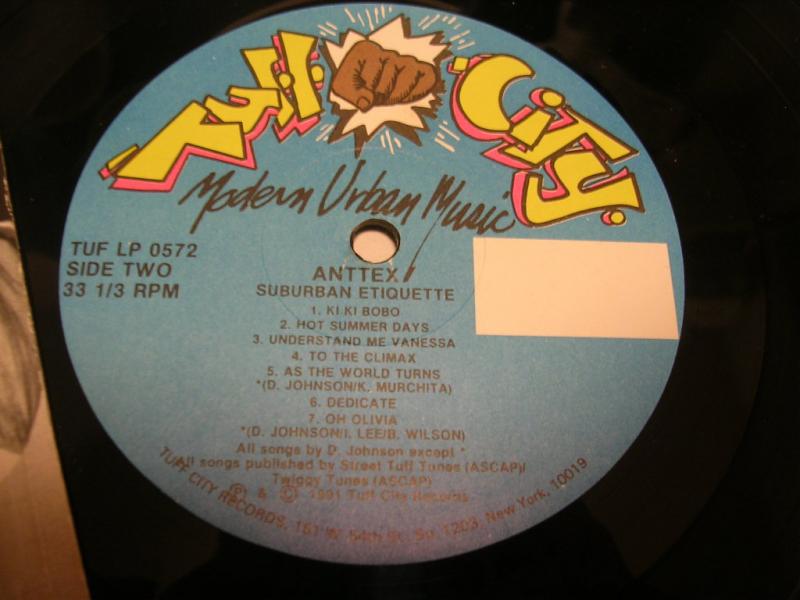 Tuff City
Modern Urban Music
TUF LP 0572
SIDE TWO
33 1/3 RPM
ANTTEX
SUBURBAN ETIQUETTE
1. KI KI BOBO
2. HOT SUMMER DAYS
3. UNDERSTAND ME VANESSA
4. TO THE CLIMAX
5. AS THE WORLD TURNS
*(D. JOHNSON/K. MURCHITA)
6. DEDICATE
7. OH OLIVIA
*(D. JOHNSON/I. LEE/B. WILSON)
All songs by D. Johnson except *
All songs published by Street Tuff Tunes (ASCAP)/
Twiggy Tunes (ASCAP)
℗ & © 1991 Tuff City Records
TUFF CITY RECORDS, 161 W. 54th St., Su. 1203, New York, 10019